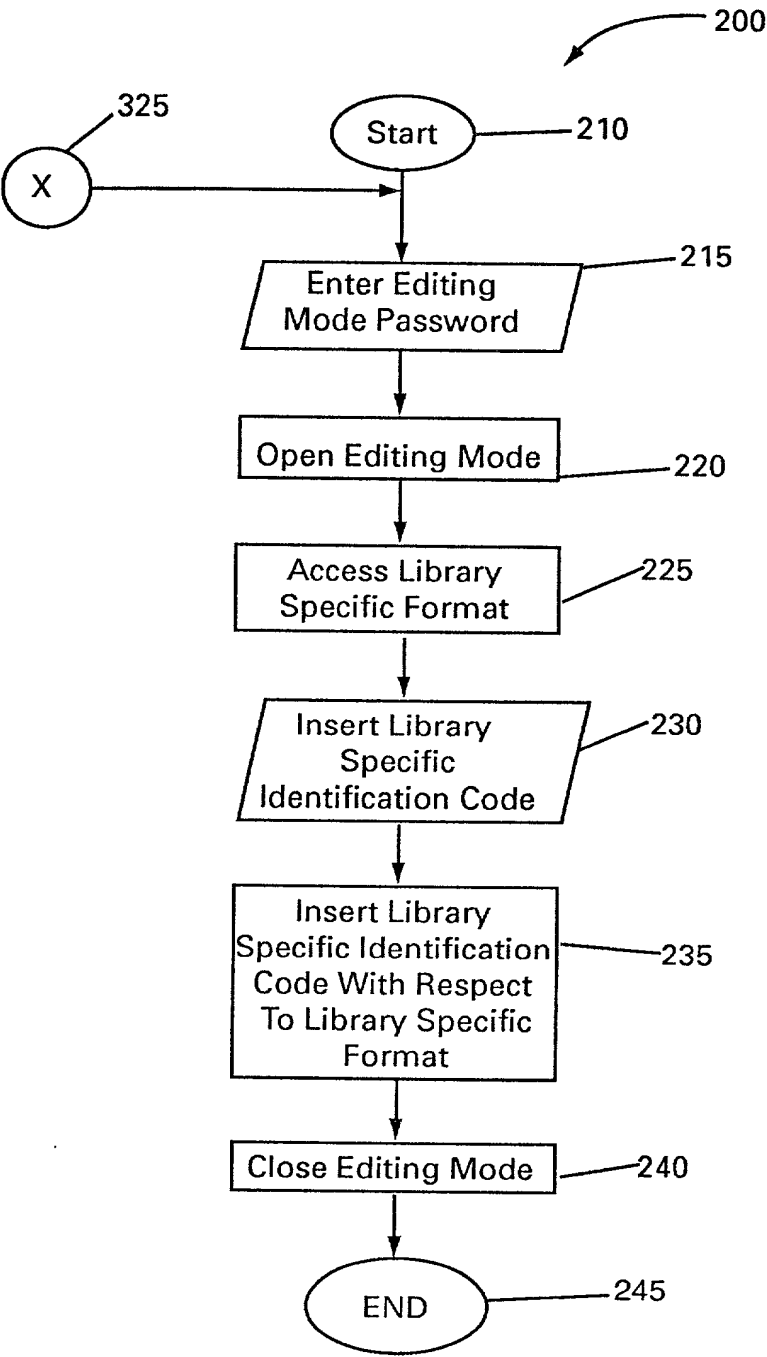 200
325
Start
210
X
215
Enter Editing
Mode Password
Open Editing Mode
220
Access Library
Specific Format
225
Insert Library
Specific
Identification Code
230
Insert Library
Specific Identification
Code With Respect
To Library Specific
Format
235
Close Editing Mode
240
END
245